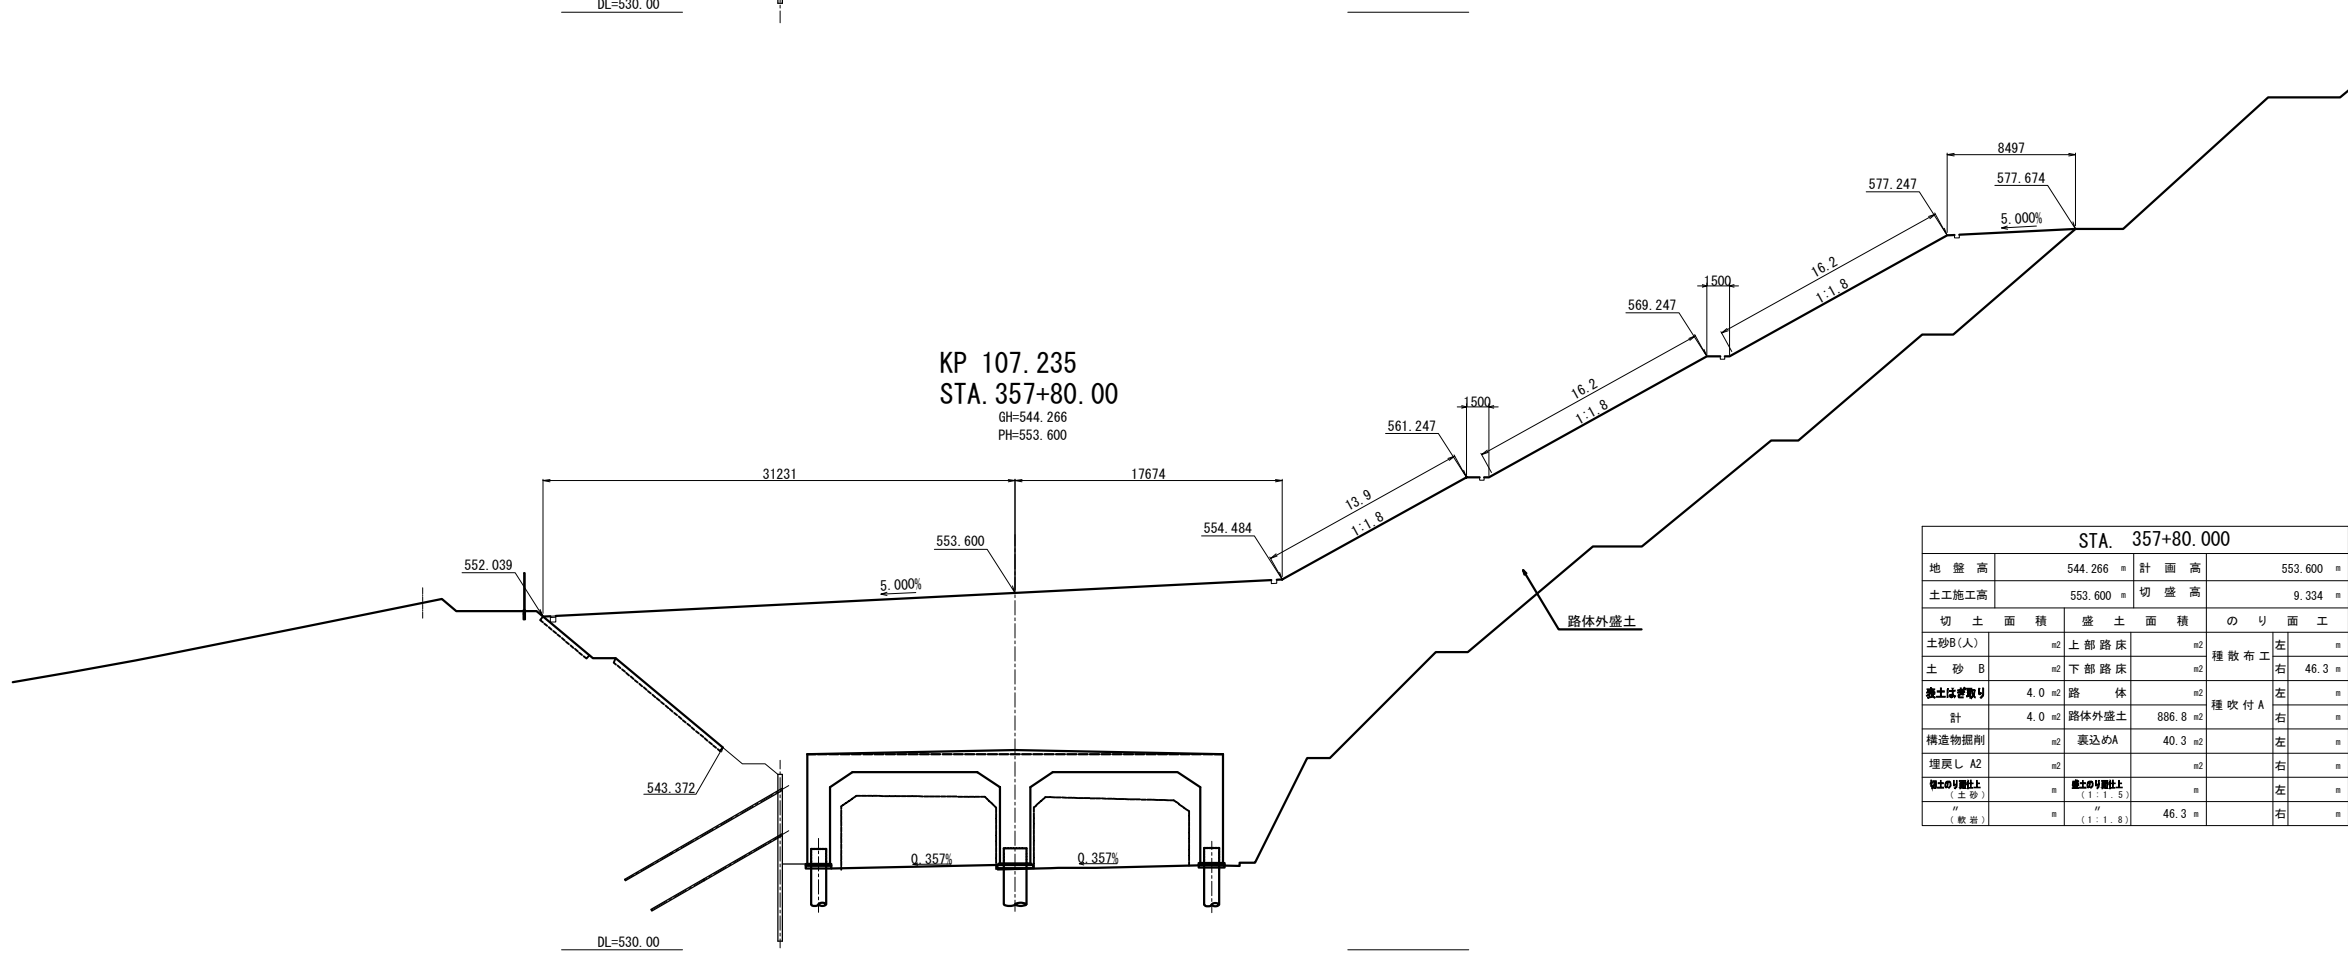 DL=530.00
8497
577.247
577.674
5.000%
16.2
1:1.8
1500
569.247
KP 107.235
STA.357+80.00
GH=544.266
PH=553.600
16.2
1:1.8
1500
561.247
31231
17674
13.9
1:1.8
554.484
553.600
552.039
5.000%
路体外盛土
543.372
0.357%
0.357%
DL=530.00
STA. 357+80.000
地盤高 544.266 m 計画高 553.600 m
土工施工高 553.600 m 切盛高 9.334 m
切土面積 盛土面積 のり面工
土砂B(人) m2 上部路床 m2 種散布工 左 m
土砂B m2 下部路床 m2 右 46.3 m
表土はぎ取り 4.0 m2 路体 m2 種吹付A 左 m
計 4.0 m2 路体外盛土 886.8 m2 右 m
構造物掘削 m2 裏込めA 40.3 m2 左 m
埋戻し A2 m2 m2 右 m
切土のり面仕上 (土砂) m 盛土のり面仕上 (1:1.5) m 左 m
〃 (軟岩) m 〃 (1:1.8) 46.3 m 右 m